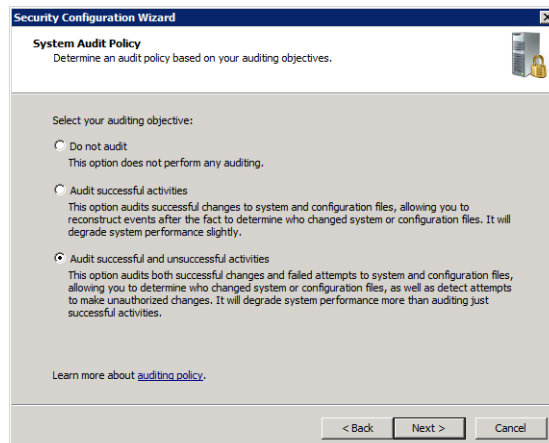 Security Configuration Wizard
System Audit Policy
Determine an audit policy based on your auditing objectives.
Select your auditing objective:
Do not audit
This option does not perform any auditing.
Audit successful activities
This option audits successful changes to system and configuration files, allowing you to
reconstruct events after the fact to determine who changed system or configuration files. It will
degrade system performance slightly.
Audit successful and unsuccessful activities
This option audits both successful changes and failed attempts to system and configuration files,
allowing you to determine who changed system or configuration files, as well as detect attempts
to make unauthorized changes. It will degrade system performance more than auditing just
successful activities.
Learn more about auditing policy.
< Back Next > Cancel